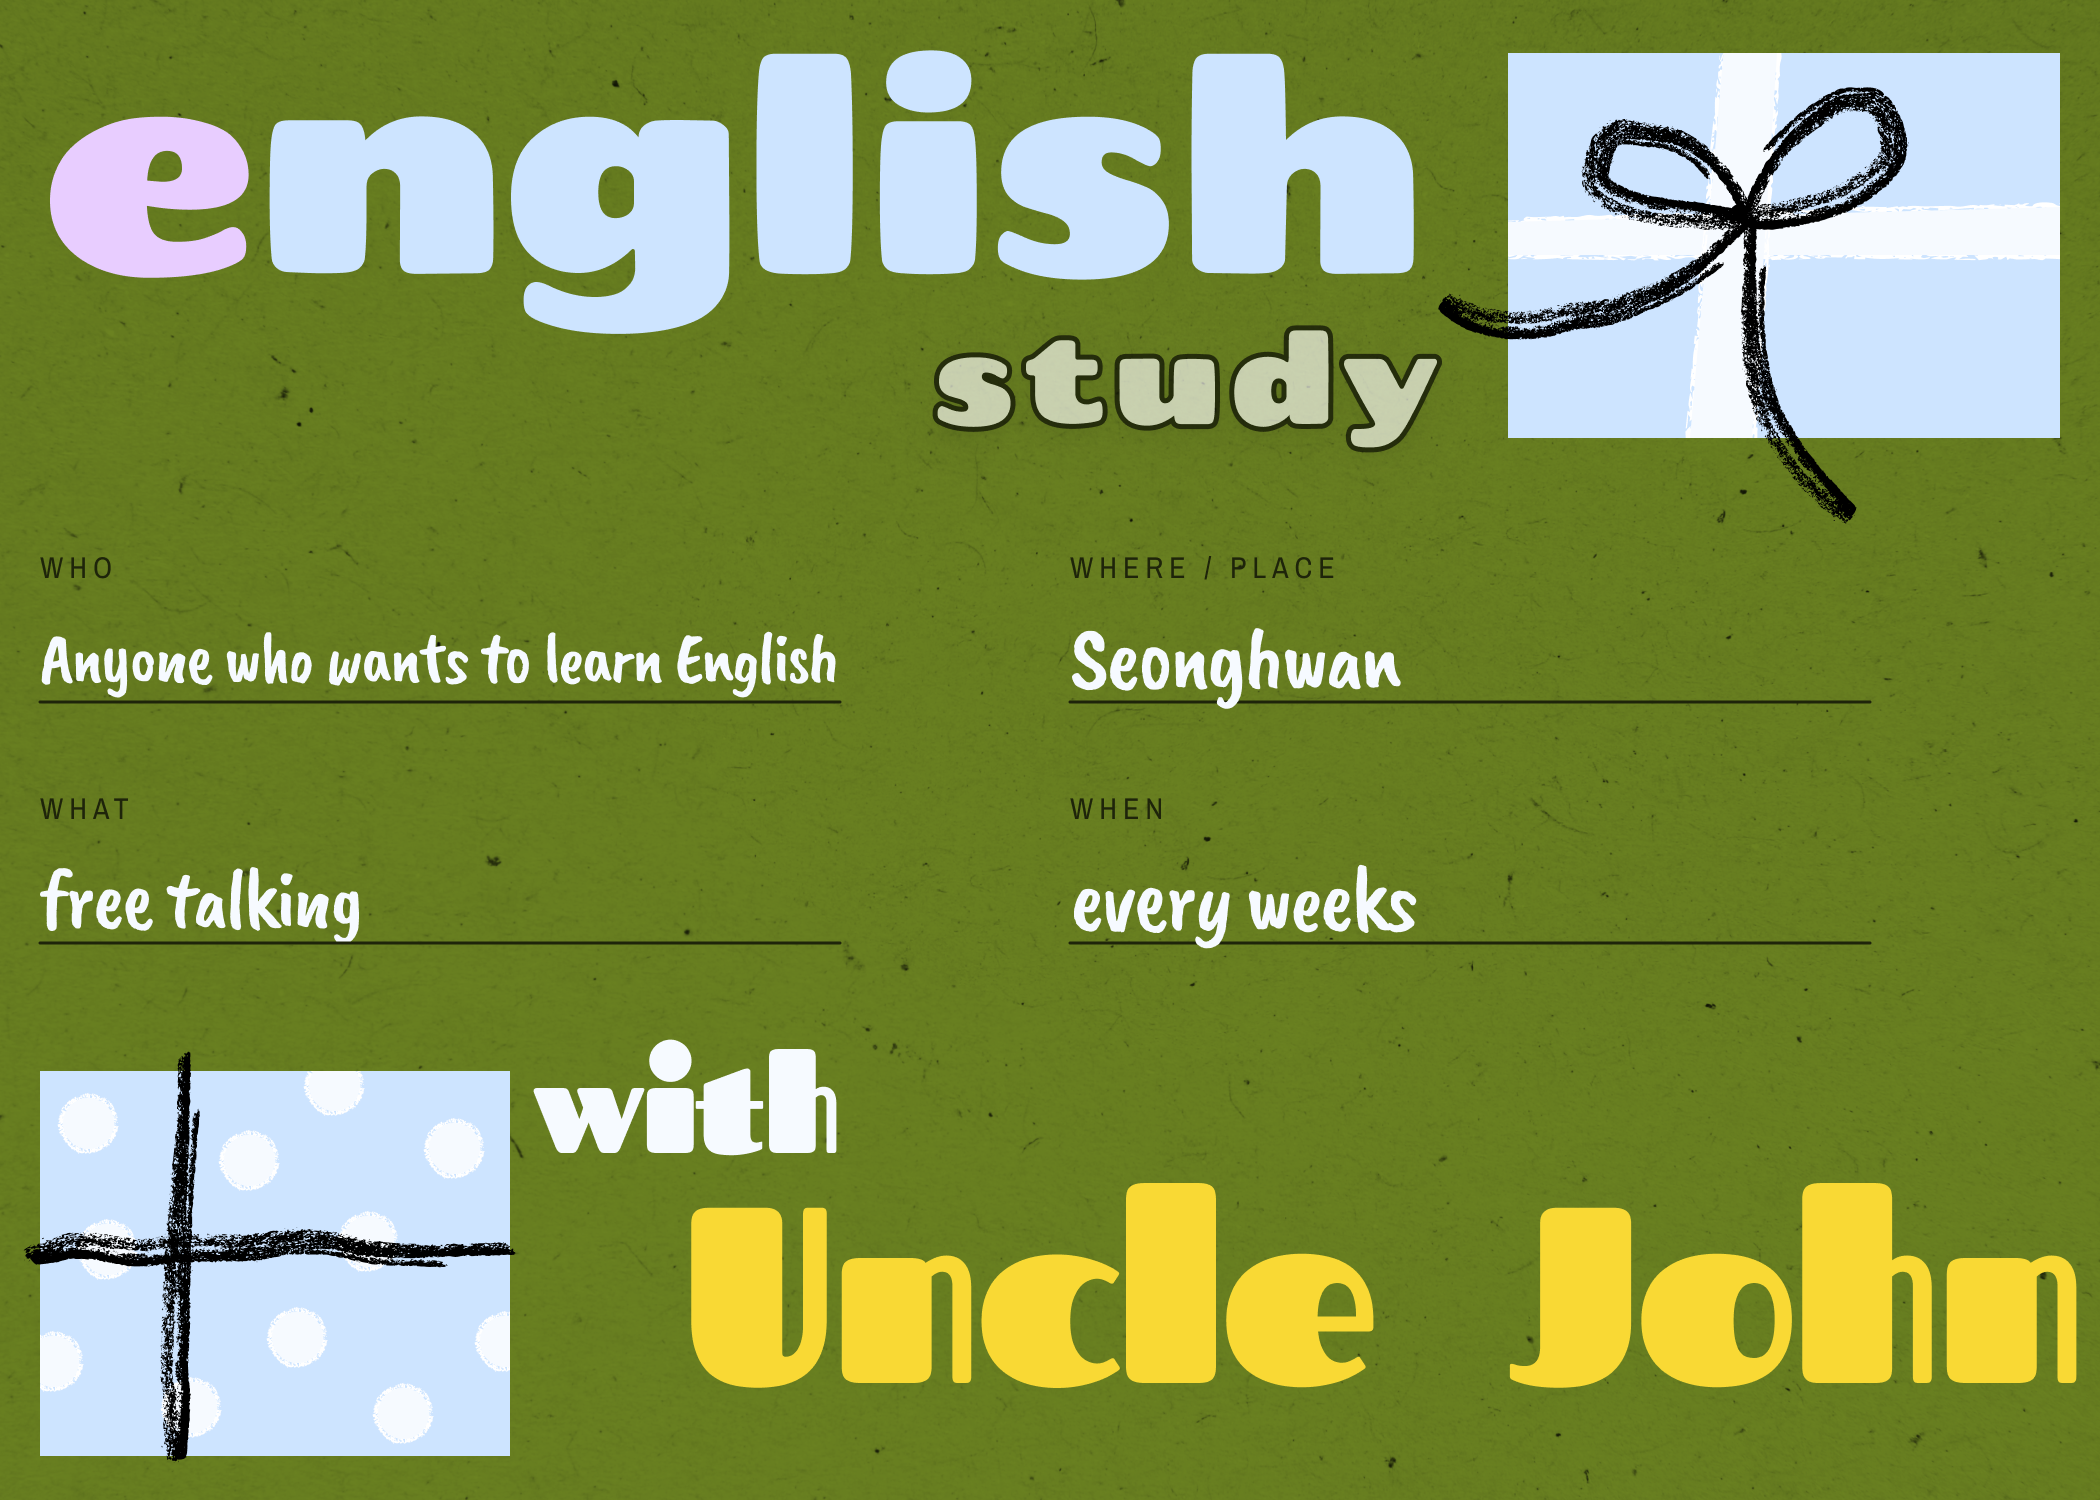 english
study
WHO
Anyone who wants to learn English
WHERE / PLACE
Seonghwan
WHAT
free talking
WHEN
every weeks
with
Uncle John